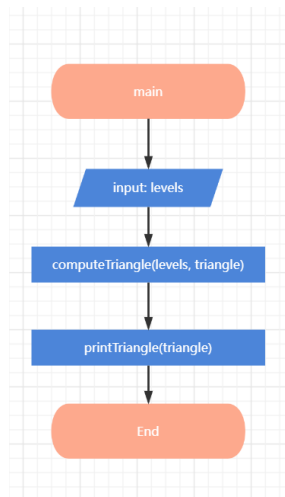 main
input: levels
computeTriangle(levels, triangle)
printTriangle(triangle)
End